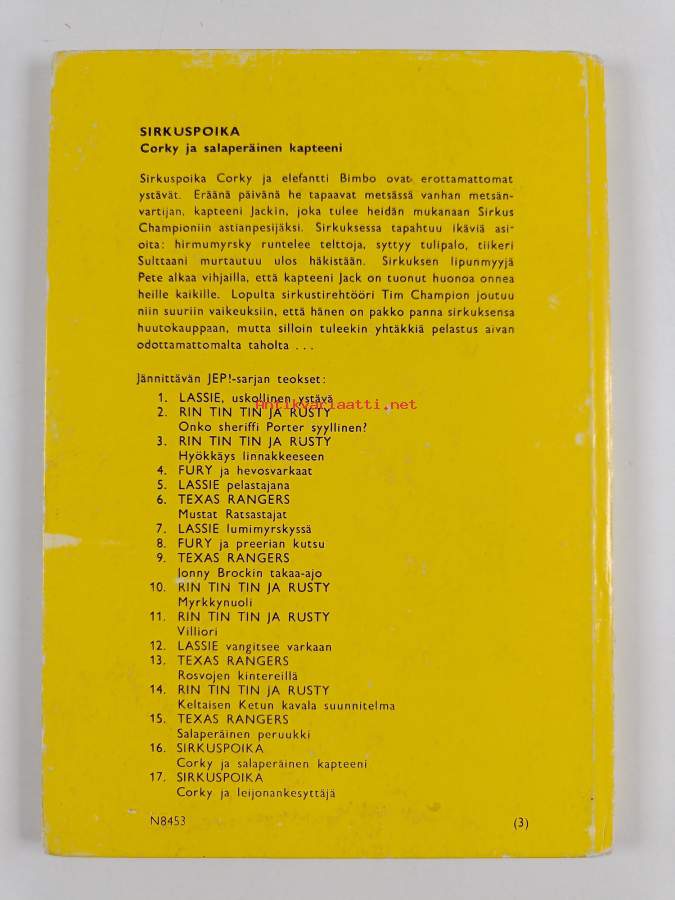 SIRKUSPOIKA
Corky ja salaperäinen kapteeni
Sirkuspoika Corky ja elefantti Bimbo ovat erottamattomat
ystävät. Eräänä päivänä he tapaavat metsässä vanhan metsän-
vartijan, kapteeni Jackin, joka tulee heidän mukanaan Sirkus
Championiin astianpesijäksi. Sirkuksessa tapahtuu ikäviä asi-
oita: hirmumyrsky runtelee telttoja, syttyy tulipalo, tiikeri
Sulttaani murtautuu ulos häkistään. Sirkuksen lipunmyyjä
Pete alkaa vihjailla, että kapteeni Jack on tuonut huonoa onnea
heille kaikille. Lopulta sirkustirehtööri Tim Champion joutuu
niin suuriin vaikeuksiin, että hänen on pakko panna sirkuksensa
huutokauppaan, mutta silloin tuleekin yhtäkkiä pelastus aivan
odottamattomalta taholta ...
Jännittävän JEP!-sarjan teokset:
1. LASSIE, uskollinen ystävä
Antikvariaatti.net
2. RIN TIN TIN JA RUSTY
Onko sheriffi Porter syyllinen?
3. RIN TIN TIN JA RUSTY
Hyökkäys linnakkeeseen
4. FURY ja hevosvarkaat
5. LASSIE pelastajana
6. TEXAS RANGERS
Mustat Ratsastajat
7. LASSIE lumimyrskyssä
8. FURY ja preerian kutsu
9. TEXAS RANGERS
Jonny Brockin takaa-ajo
10. RIN TIN TIN JA RUSTY
Myrkkynuoli
11. RIN TIN TIN JA RUSTY
Villiori
12. LASSIE vangitsee varkaan
13. TEXAS RANGERS
Rosvojen kintereillä
14. RIN TIN TIN JA RUSTY
Keltaisen Ketun kavala suunnitelma
15. TEXAS RANGERS
Salaperäinen peruukki
16. SIRKUSPOIKA
Corky ja salaperäinen kapteeni
17. SIRKUSPOIKA
Corky ja leijonankesyttäjä
N8453 (3)